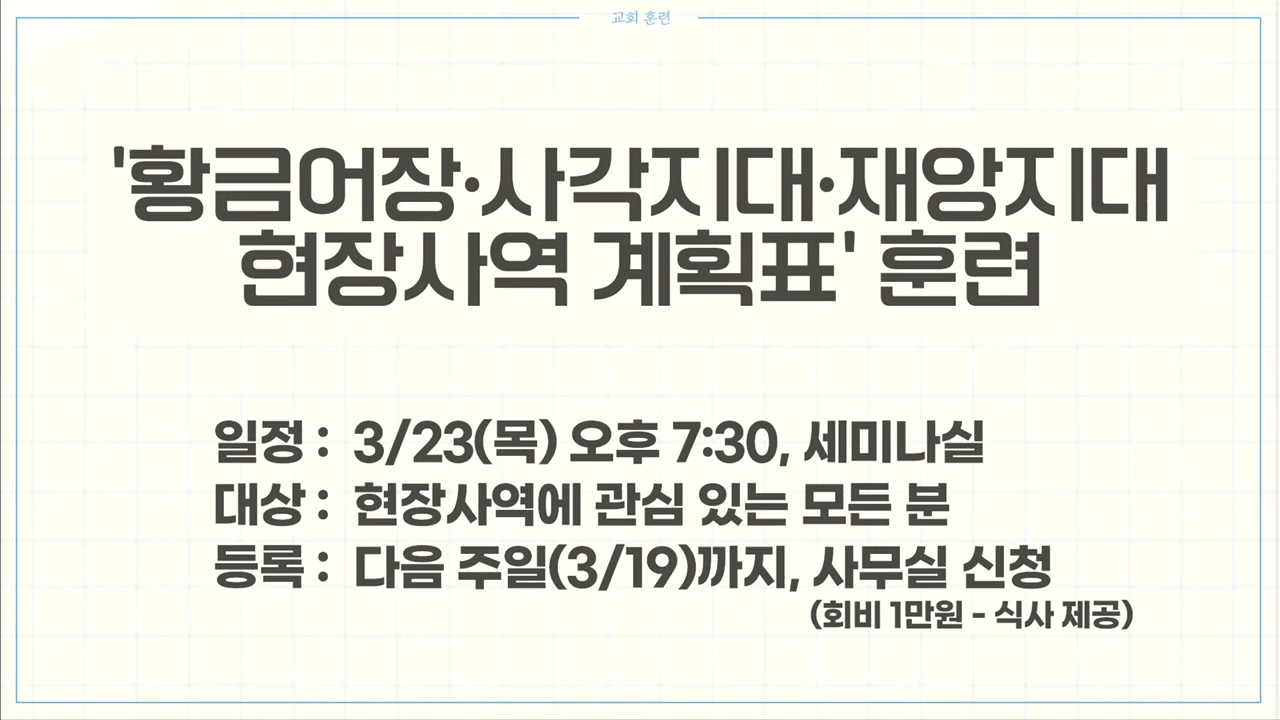 교회 훈련
'황금어장·사각지대·재앙지대
현장사역 계획표' 훈련
일정 : 3/23(목) 오후 7:30, 세미나실
대상 : 현장사역에 관심 있는 모든 분
등록 : 다음 주일(3/19)까지, 사무실 신청
(회비 1만원 - 식사 제공)